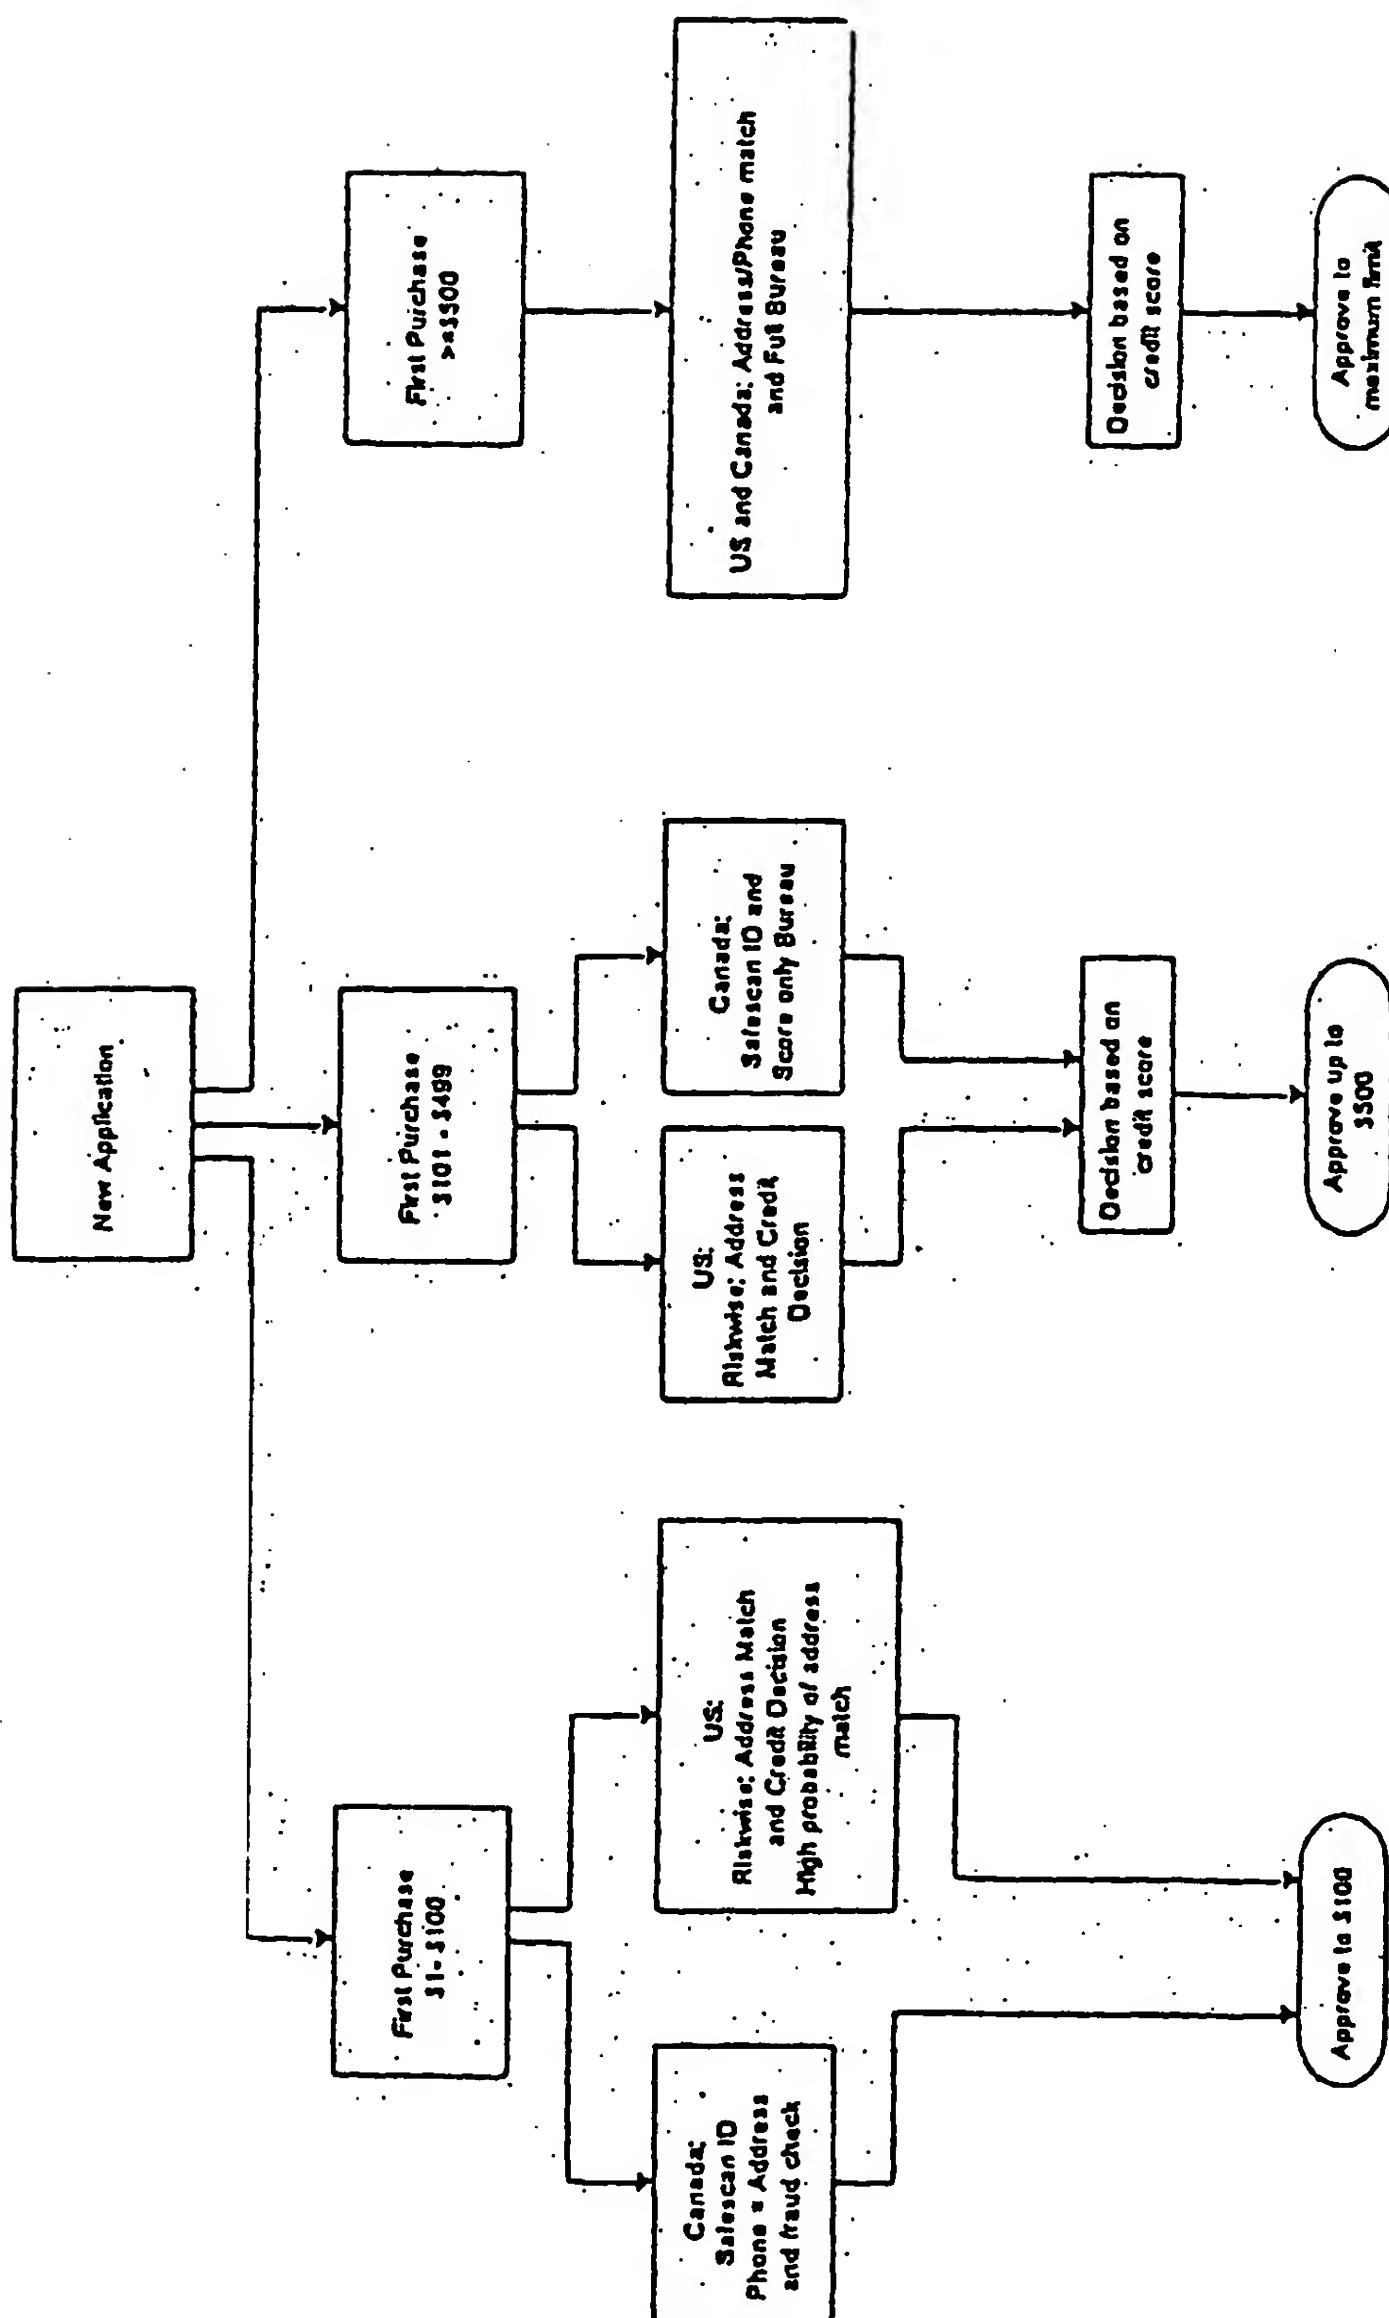 New Application
First Purchase
$1- $100
First Purchase
$101 - $499
First Purchase
>=$500
Canada:
Salescan ID
Phone = Address
and fraud check
US:
Riskwise: Address Match
and Credit Decision
High probability of address
match
US:
Riskwise: Address
Match and Credit
Decision
Canada:
Salescan ID and
Score only Bureau
US and Canada: Address/Phone match
and Full Bureau
Decision based on
credit score
Decision based on
credit score
Approve to $100
Approve up to
$500
Approve to
maximum limit